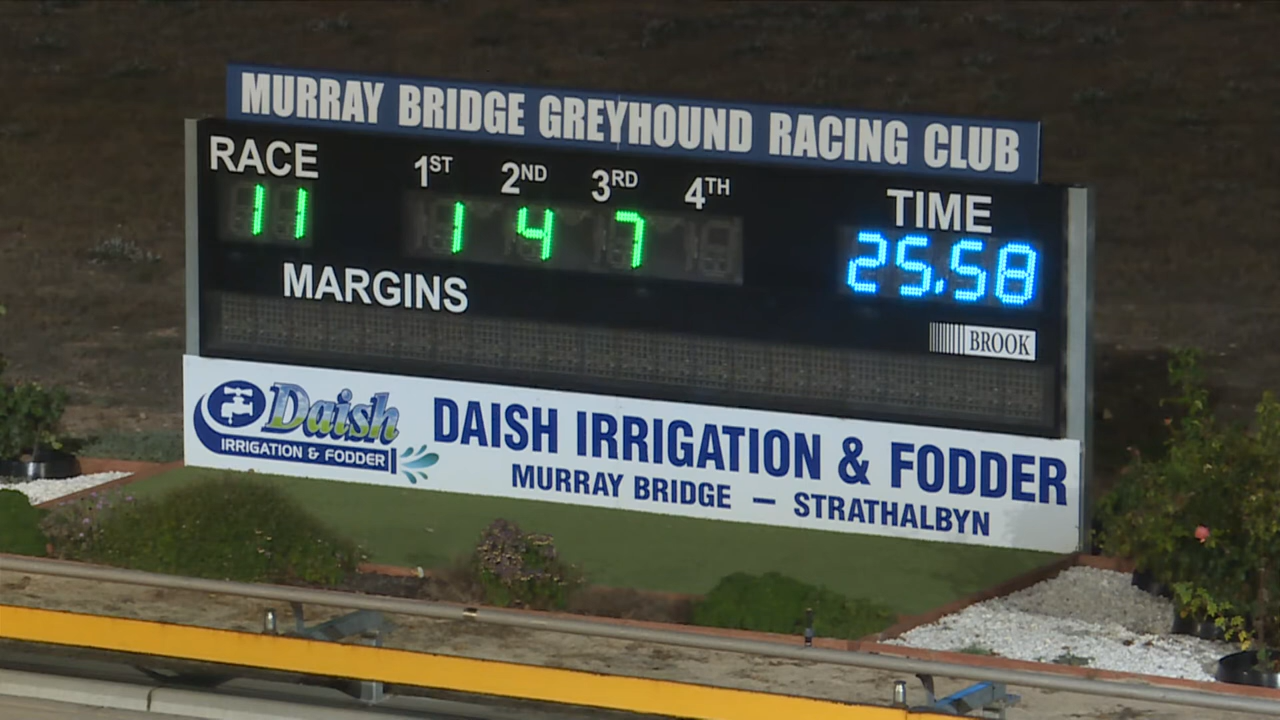 MURRAY BRIDGE GREYHOUND RACING CLUB
RACE 1ST 2ND 3RD 4TH TIME
11 1 4 7 25.58
MARGINS
BROOK
Daish
IRRIGATION & FODDER
DAISH IRRIGATION & FODDER
MURRAY BRIDGE – STRATHALBYN